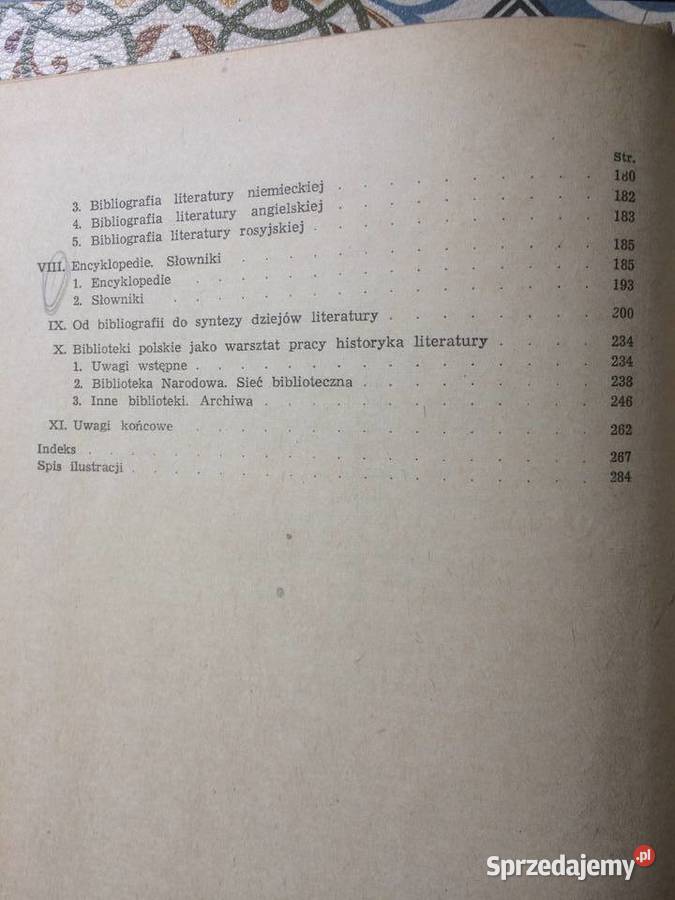 Str.
3. Bibliografia literatury niemieckiej . . . . . . . . . . . 180
4. Bibliografia literatury angielskiej . . . . . . . . . . . 182
5. Bibliografia literatury rosyjskiej . . . . . . . . . . . 183
VIII. Encyklopedie. Słowniki . . . . . . . . . . . . . . . 185
1. Encyklopedie . . . . . . . . . . . . . . . . . 185
2. Słowniki . . . . . . . . . . . . . . . . . . 193
IX. Od bibliografii do syntezy dziejów literatury . . . . . . . . . 200
X. Biblioteki polskie jako warsztat pracy historyka literatury . . . . . 234
1. Uwagi wstępne . . . . . . . . . . . . . . . . . 234
2. Biblioteka Narodowa. Sieć biblioteczna . . . . . . . . . . 238
3. Inne biblioteki. Archiwa . . . . . . . . . . . . . . 246
XI. Uwagi końcowe . . . . . . . . . . . . . . . . . 262
Indeks . . . . . . . . . . . . . . . . . . . . . 267
Spis ilustracji . . . . . . . . . . . . . . . . . . . 284
Sprzedajemy.pl